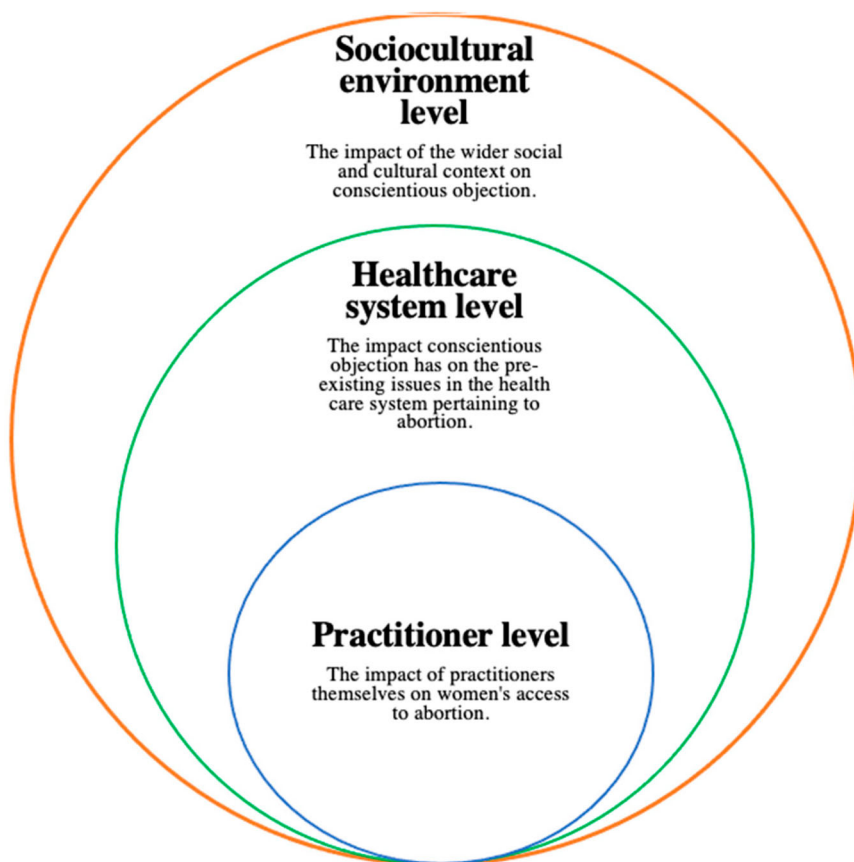 Sociocultural
environment
level
The impact of the wider social
and cultural context on
conscientious objection.
Healthcare
system level
The impact conscientious
objection has on the pre-
existing issues in the health
care system pertaining to
abortion.
Practitioner level
The impact of practitioners
themselves on women's access
to abortion.